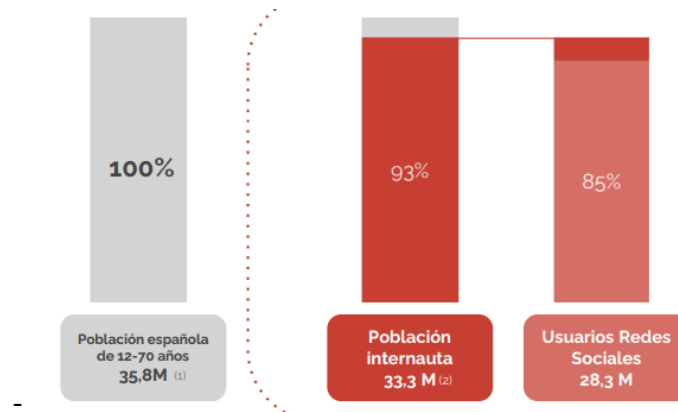 100%
93%
85%
Población española
de 12-70 años
35,8M (1)
Población
internauta
33,3 M (2)
Usuarios Redes
Sociales
28,3 M
-